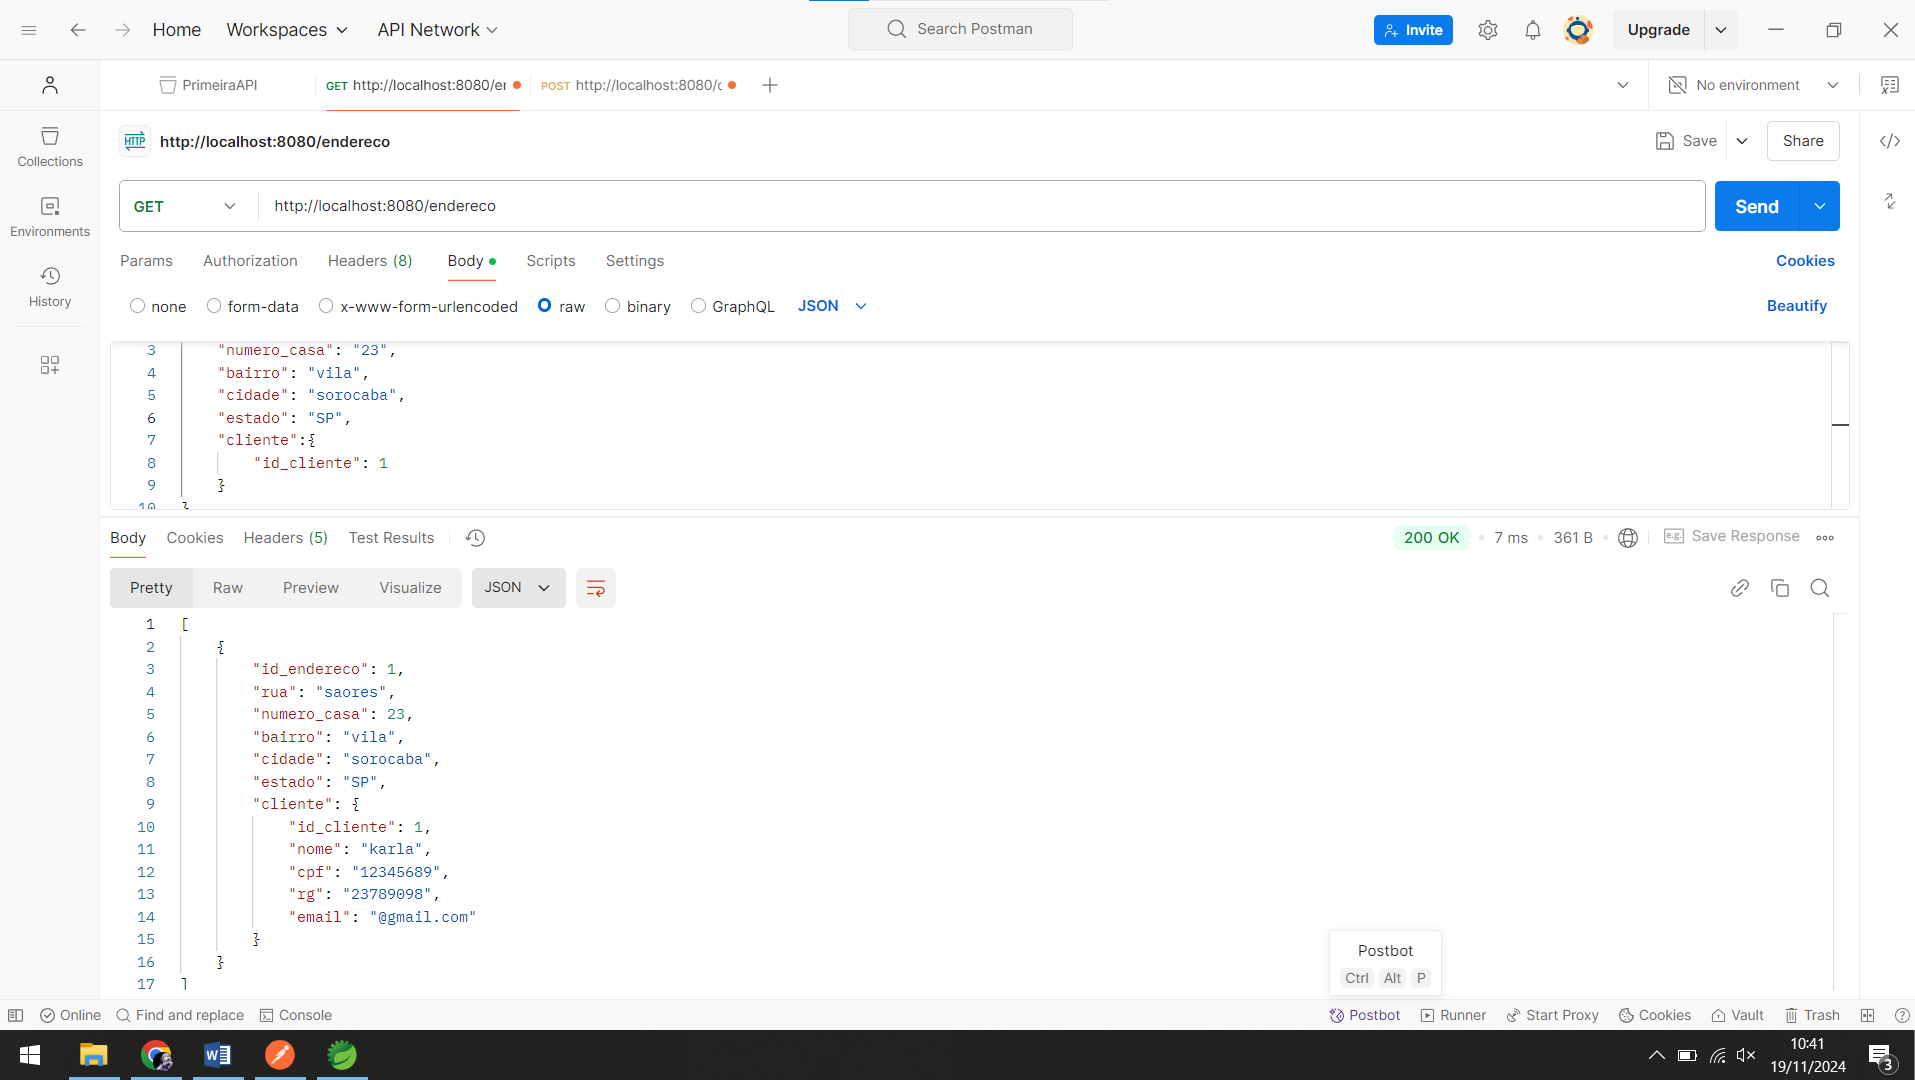 Home Workspaces API Network Search Postman Invite Upgrade
PrimeiraAPI GET http://localhost:8080/er POST http://localhost:8080/c No environment
HTTP http://localhost:8080/endereco Save Share
Collections
Environments
History
GET http://localhost:8080/endereco Send
Params Authorization Headers (8) Body Scripts Settings Cookies
none form-data x-www-form-urlencoded raw binary GraphQL JSON Beautify
3 "numero_casa": "23",
4 "bairro": "vila",
5 "cidade": "sorocaba",
6 "estado": "SP",
7 "cliente":{
8 "id_cliente": 1
9 }
10 }
Body Cookies Headers (5) Test Results 200 OK 7 ms 361 B e.g. Save Response
Pretty Raw Preview Visualize JSON
1 [
2 {
3 "id_endereco": 1,
4 "rua": "saores",
5 "numero_casa": 23,
6 "bairro": "vila",
7 "cidade": "sorocaba",
8 "estado": "SP",
9 "cliente": {
10 "id_cliente": 1,
11 "nome": "karla",
12 "cpf": "12345689",
13 "rg": "23789098",
14 "email": "@gmail.com"
15 }
16 }
17 ]
Postbot
Ctrl Alt P
Online Find and replace Console Postbot Runner Start Proxy Cookies Vault Trash
10:41
19/11/2024
3